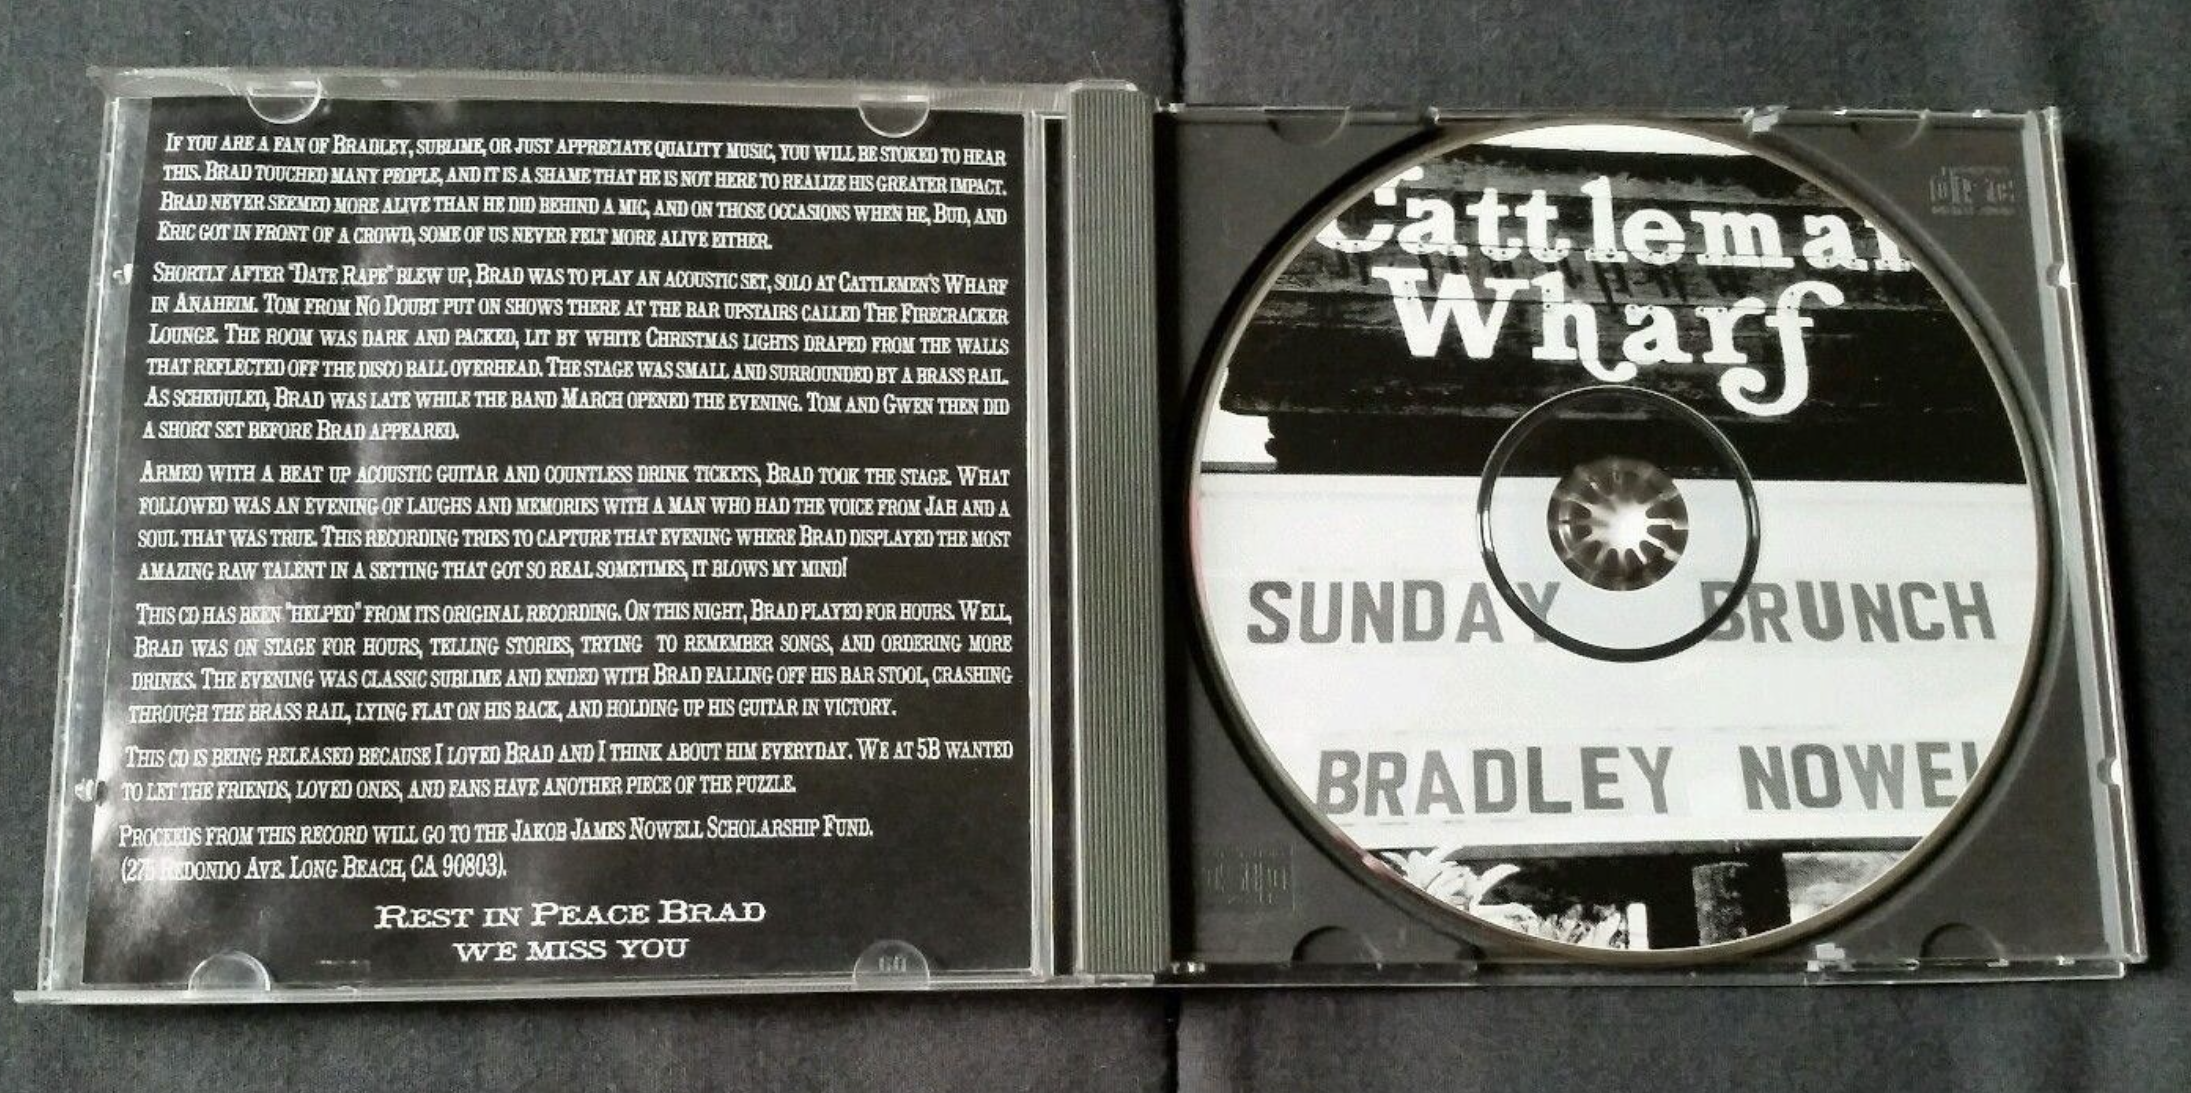 If you are a fan of Bradley, Sublime, or just appreciate quality music, you will be stoked to hear
this. Brad touched many people, and it is a shame that he is not here to realize his greater impact.
Brad never seemed more alive than he did behind a mic, and on those occasions when he, Bud, and
Eric got in front of a crowd, some of us never felt more alive either.
Shortly after "Date Rape" blew up, Brad was to play an acoustic set, solo at Cattlemen's Wharf
in Anaheim. Tom from No Doubt put on shows there at the bar upstairs called The Firecracker
Lounge. The room was dark and packed, lit by white Christmas lights draped from the walls
that reflected off the disco ball overhead. The stage was small and surrounded by a brass rail.
As scheduled, Brad was late while the band March opened the evening. Tom and Gwen then did
a short set before Brad appeared.
Armed with a beat up acoustic guitar and countless drink tickets, Brad took the stage. What
followed was an evening of laughs and memories with a man who had the voice from Jah and a
soul that was true. This recording tries to capture that evening where Brad displayed the most
amazing raw talent in a setting that got so real sometimes, it blows my mind!
This cd has been "helped" from its original recording. On this night, Brad played for hours. Well,
Brad was on stage for hours, telling stories, trying to remember songs, and ordering more
drinks. The evening was classic Sublime and ended with Brad falling off his bar stool, crashing
through the brass rail, lying flat on his back, and holding up his guitar in victory.
This cd is being released because I loved Brad and I think about him everyday. We at 5B wanted
to let the friends, loved ones, and fans have another piece of the puzzle.
Proceeds from this record will go to the Jakob James Nowell Scholarship Fund.
(275 Redondo Ave. Long Beach, CA 90803).
Rest in Peace Brad
we miss you
Cattleman
Wharf
SUNDAY BRUNCH
BRADLEY NOWEL